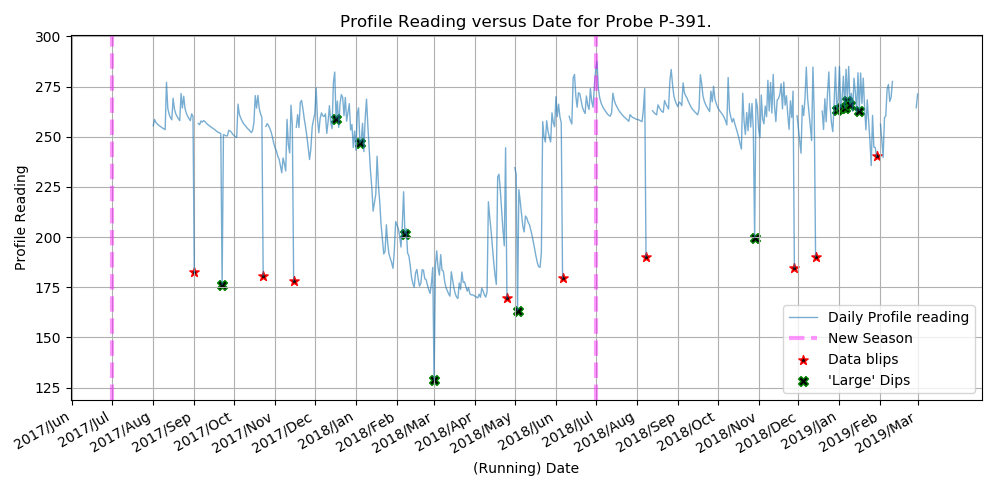 Profile Reading versus Date for Probe P-391.
Profile Reading
300
275
250
225
200
175
150
125
Daily Profile reading
New Season
Data blips
'Large' Dips
2017/Jun
2017/Jul
2017/Aug
2017/Sep
2017/Oct
2017/Nov
2017/Dec
2018/Jan
2018/Feb
2018/Mar
2018/Apr
2018/May
2018/Jun
2018/Jul
2018/Aug
2018/Sep
2018/Oct
2018/Nov
2018/Dec
2019/Jan
2019/Feb
2019/Mar
(Running) Date